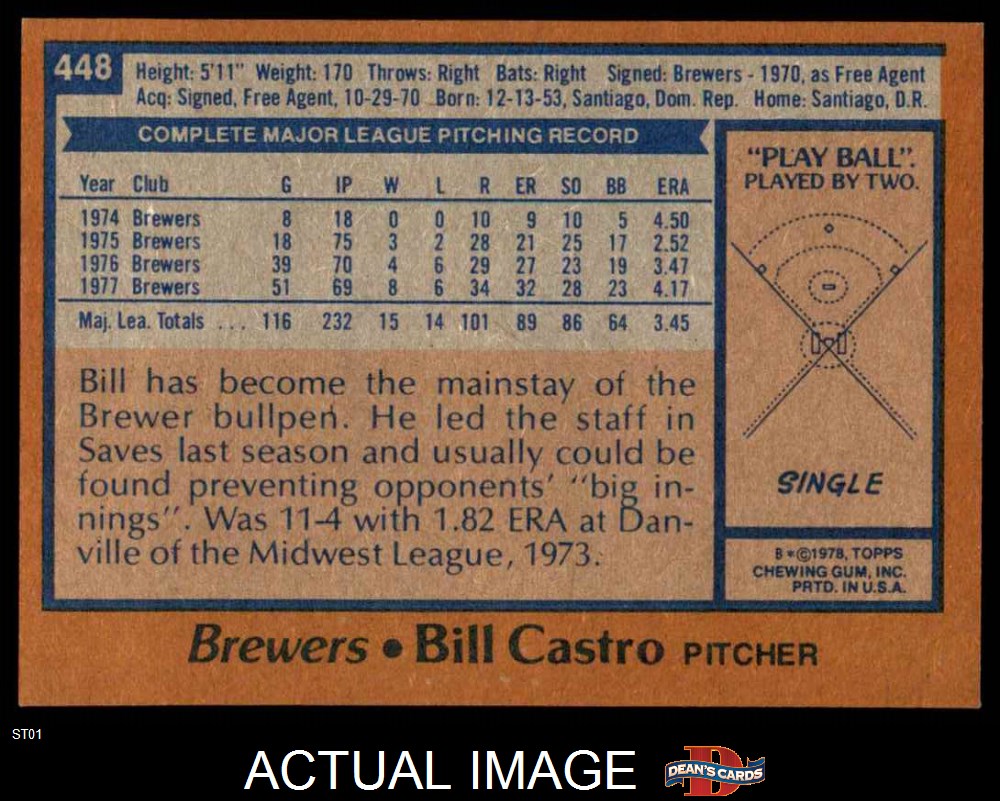 448
Height: 5'11" Weight: 170 Throws: Right Bats: Right Signed: Brewers - 1970, as Free Agent
Acq: Signed, Free Agent, 10-29-70 Born: 12-13-53, Santiago, Dom. Rep. Home: Santiago, D.R.
COMPLETE MAJOR LEAGUE PITCHING RECORD
Year Club G IP W L R ER SO BB ERA
1974 Brewers 8 18 0 0 10 9 10 5 4.50
1975 Brewers 18 75 3 2 28 21 25 17 2.52
1976 Brewers 39 70 4 6 29 27 23 19 3.47
1977 Brewers 51 69 8 6 34 32 28 23 4.17
Maj. Lea. Totals ... 116 232 15 14 101 89 86 64 3.45
Bill has become the mainstay of the
Brewer bullpen. He led the staff in
Saves last season and usually could be
found preventing opponents' "big in-
nings". Was 11-4 with 1.82 ERA at Dan-
ville of the Midwest League, 1973.
"PLAY BALL".
PLAYED BY TWO.
SINGLE
B*©1978, TOPPS
CHEWING GUM, INC.
PRTD. IN U.S.A.
Brewers • Bill Castro PITCHER
ST01
ACTUAL IMAGE
D
DEAN'S CARDS